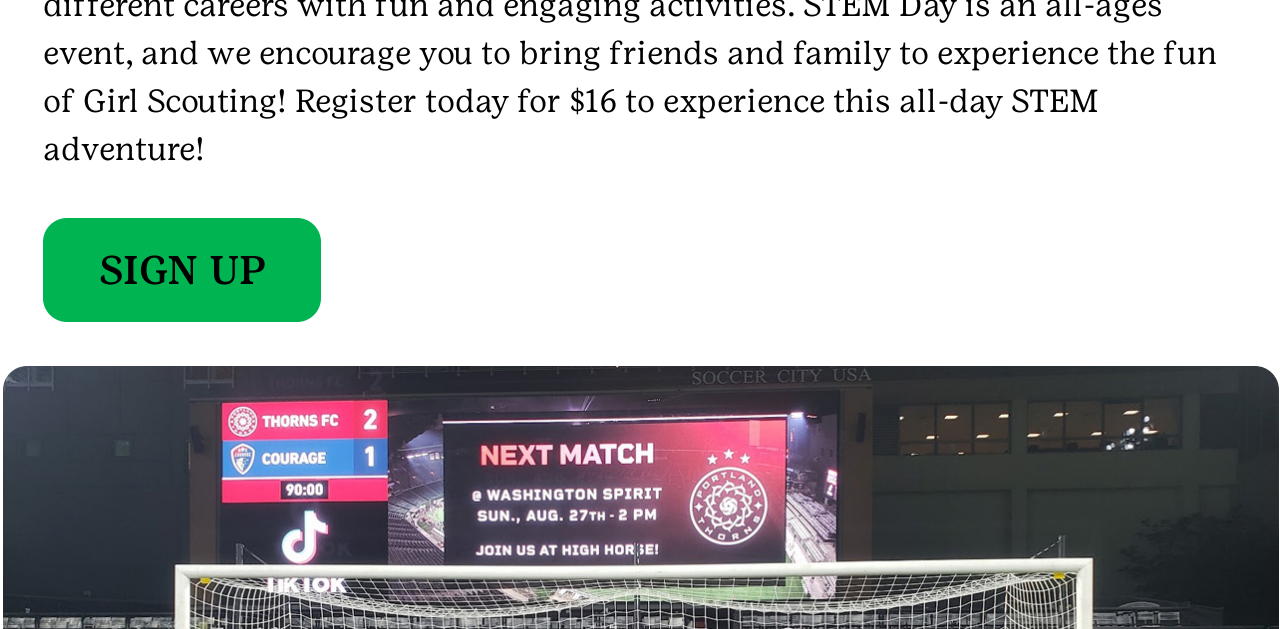 different careers with fun and engaging activities. STEM Day is an all-ages
event, and we encourage you to bring friends and family to experience the fun
of Girl Scouting! Register today for $16 to experience this all-day STEM
adventure!
SIGN UP
SOCCER CITY USA
THORNS FC 2
COURAGE 1
90:00
NEXT MATCH
@ WASHINGTON SPIRIT
SUN., AUG. 27TH - 2 PM
JOIN US AT HIGH HORSE!
PORTLAND
THORNS
TIKTOK